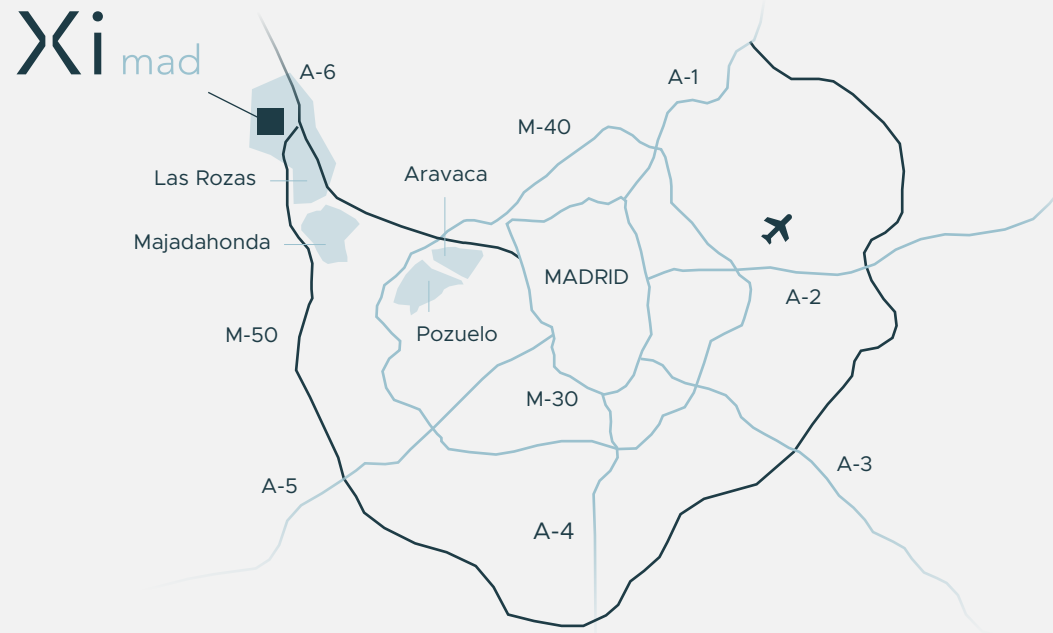 Xi mad
A-6
A-1
M-40
Aravaca
Las Rozas
Majadahonda
MADRID
A-2
M-50
Pozuelo
M-30
A-3
A-5
A-4